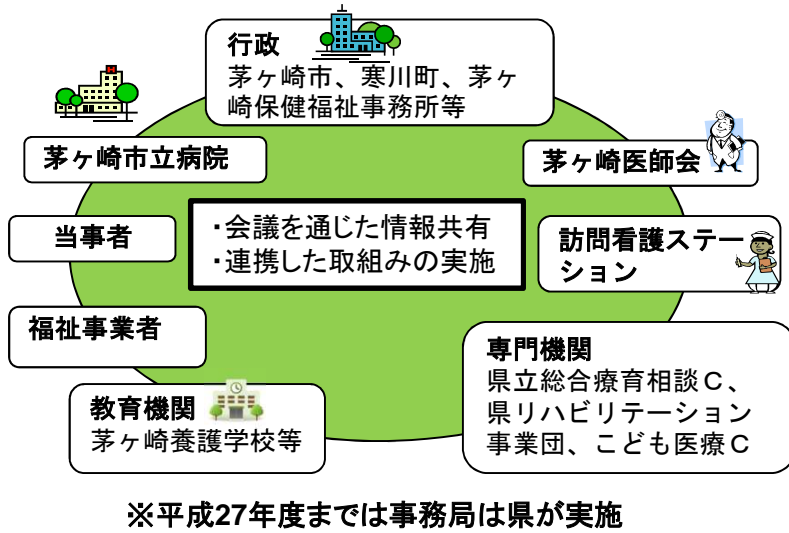 行政
茅ヶ崎市、寒川町、茅ヶ
崎保健福祉事務所等
茅ヶ崎市立病院
茅ヶ崎医師会
当事者
・会議を通じた情報共有
・連携した取組みの実施
訪問看護ステー
ション
福祉事業者
専門機関
県立総合療育相談C、
県リハビリテーション
事業団、こども医療C
教育機関
茅ヶ崎養護学校等
※平成27年度までは事務局は県が実施
H